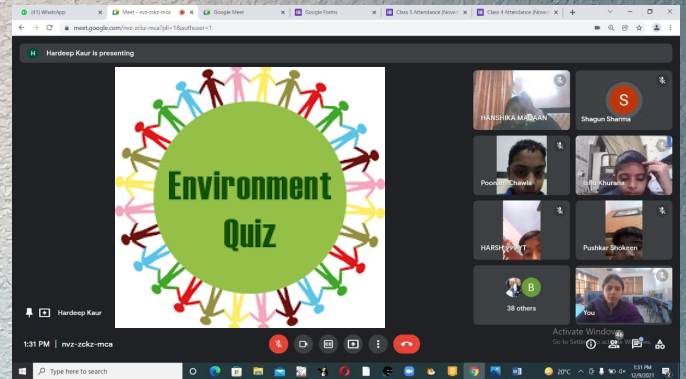 (41) WhatsApp
Meet - nvz-zckz-mca
Google Meet
Google Forms
Class 5 Attendance (Nove
Class 4 Attendance (Nove
meet.google.com/nvz-zckz-mca?pli=1&authuser=1
H Hardeep Kaur is presenting
Environment
Quiz
HANSHIKA MADAAN
S
Shagun Sharma
Poonam Chawla
Khurana
Pushkar Shokeen
B
38 others
You
Hardeep Kaur
1:31 PM | nvz-zckz-mca
Activate Windows
46
Type here to search
20°C
1:31 PM
12/9/2021